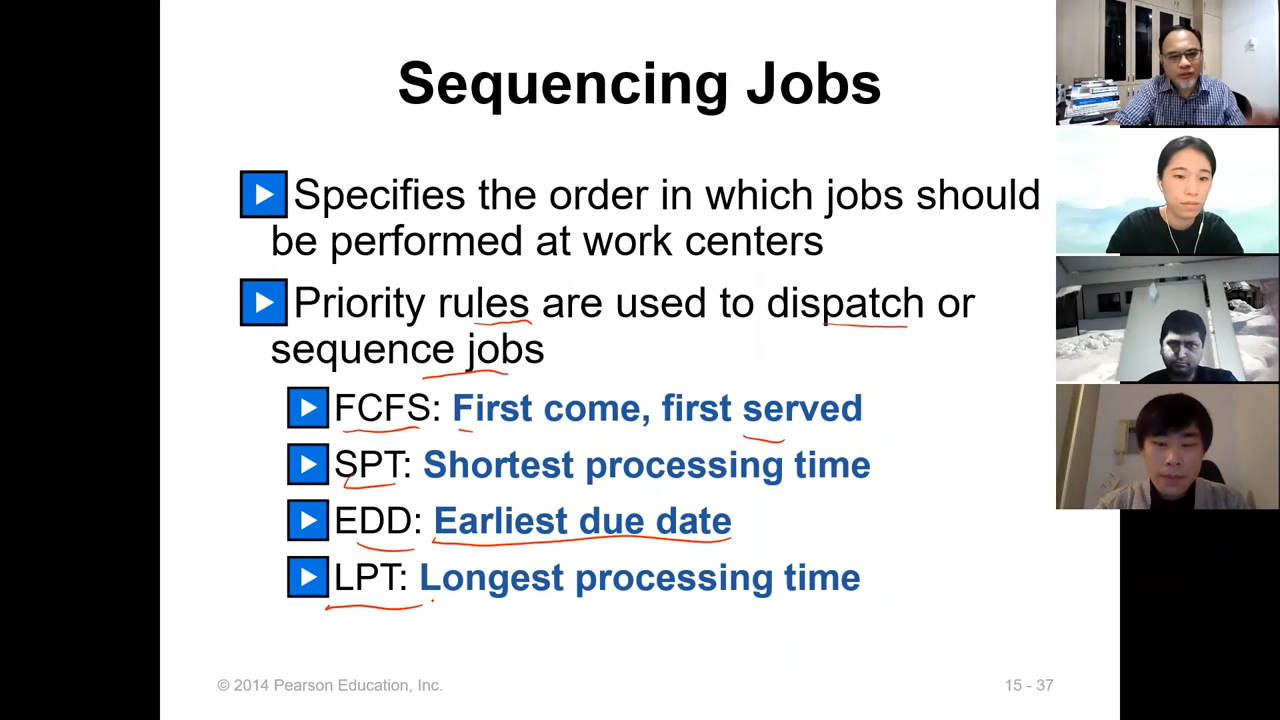 Sequencing Jobs
Specifies the order in which jobs should
be performed at work centers
Priority rules are used to dispatch or
sequence jobs
FCFS: First come, first served
SPT: Shortest processing time
EDD: Earliest due date
LPT: Longest processing time
© 2014 Pearson Education, Inc.
15 - 37